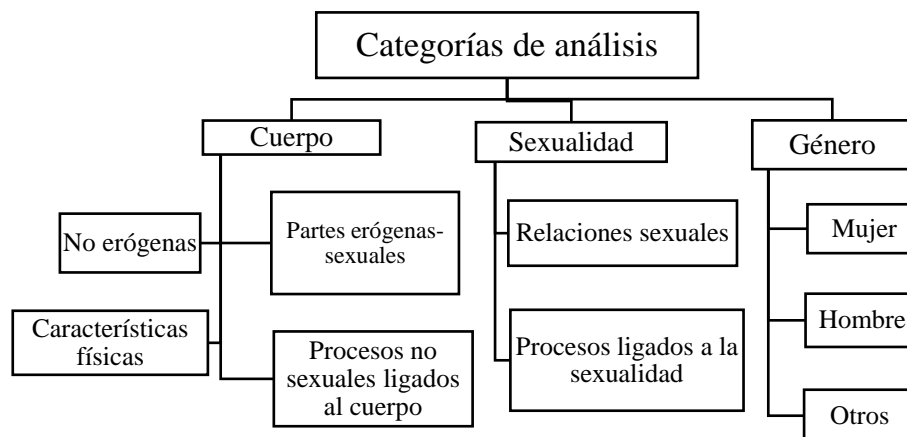 Categorías de análisis
Cuerpo
No erógenas
Partes erógenas-
sexuales
Características
físicas
Procesos no
sexuales ligados
al cuerpo
Sexualidad
Relaciones sexuales
Procesos ligados a la
sexualidad
Género
Mujer
Hombre
Otros